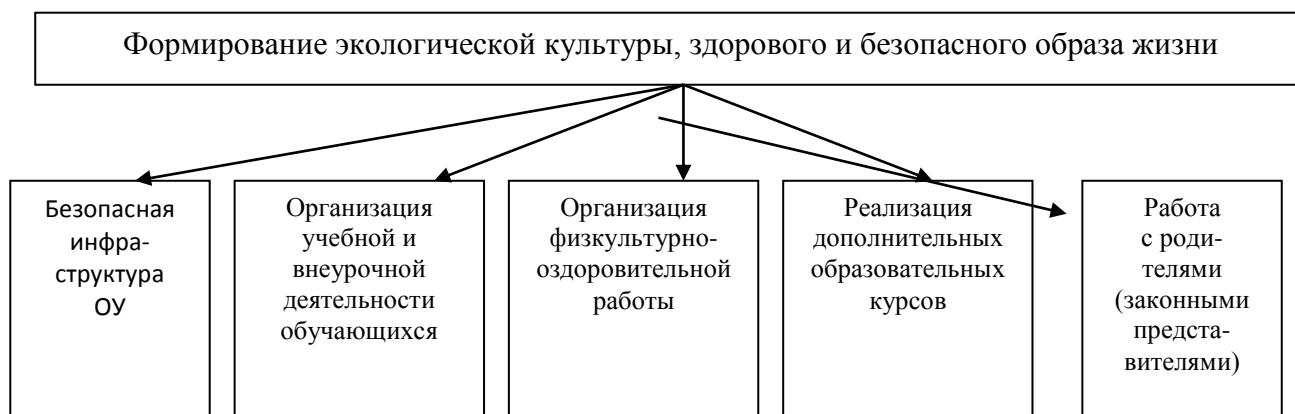 Формирование экологической культуры, здорового и безопасного образа жизни
Безопасная
инфра-
структура
ОУ
Организация
учебной и
внеурочной
деятельности
обучающихся
Организация
физкультурно-
оздоровительной
работы
Реализация
дополнительных
образовательных
курсов
Работа
с роди-
телями
(законными
предста-
вителями)